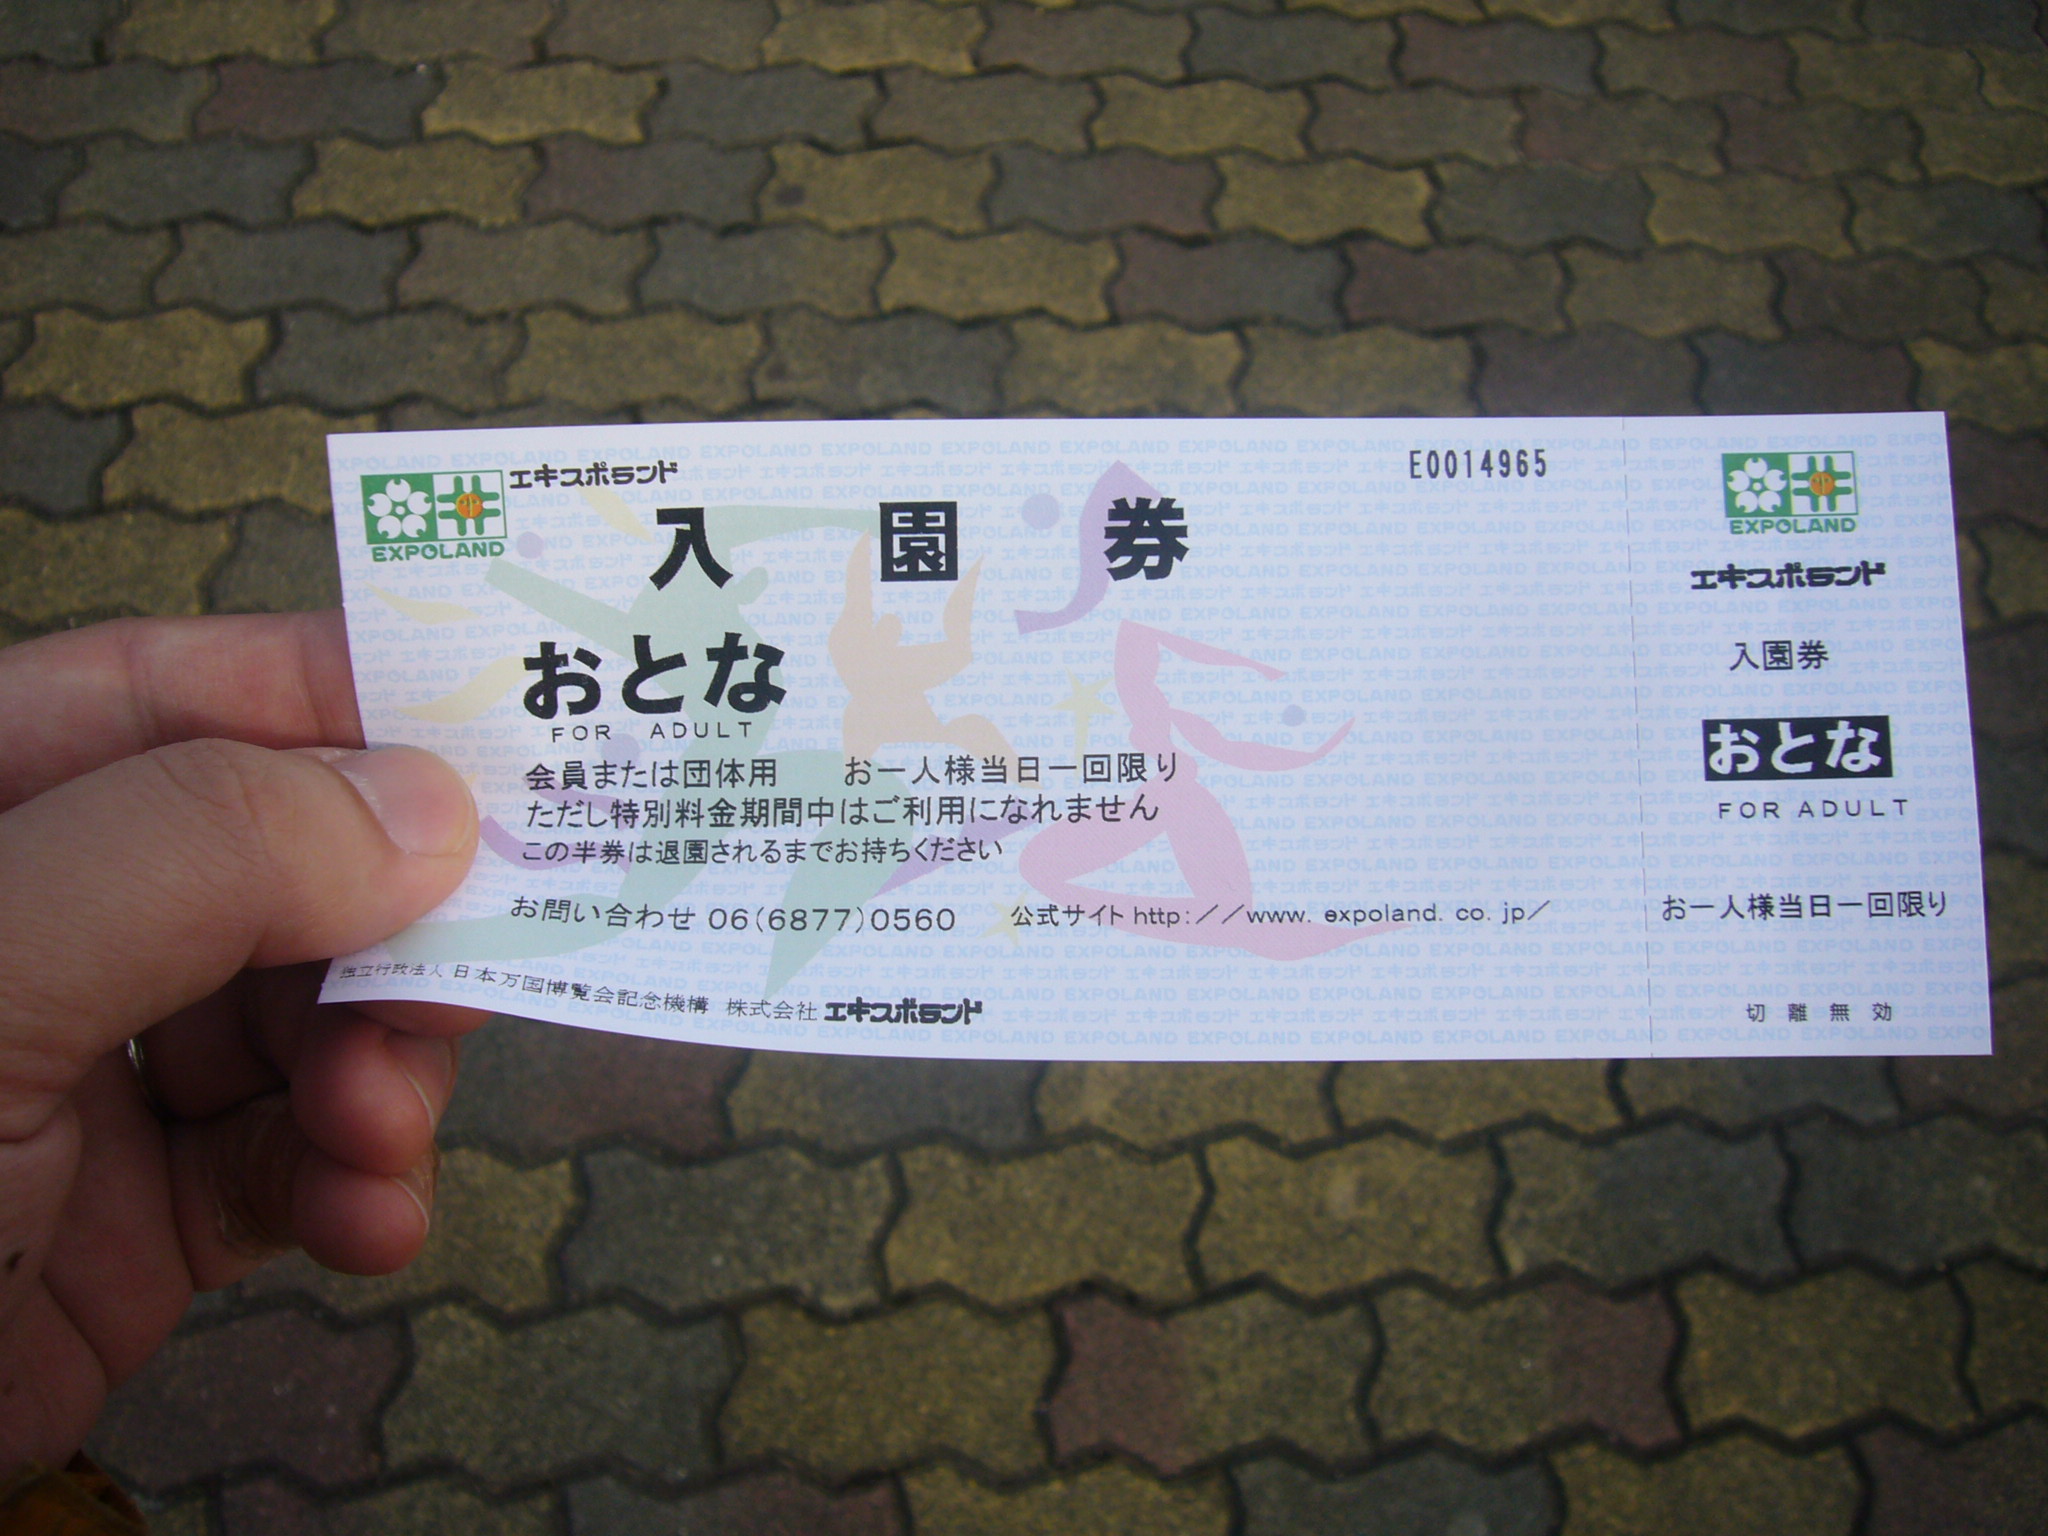 エキスポランド
EXPOLAND
入園券
E0014965
おとな
FOR ADULT
会員または団体用 お一人様当日一回限り
ただし特別料金期間中はご利用になれません
この半券は退園されるまでお持ちください
お問い合わせ 06(6877)0560 公式サイト http://www.expoland.co.jp/
独立行政法人 日本万国博覧会記念機構 株式会社 エキスポランド
EXPOLAND
エキスポランド
入園券
おとな
FOR ADULT
お一人様当日一回限り
切離無効